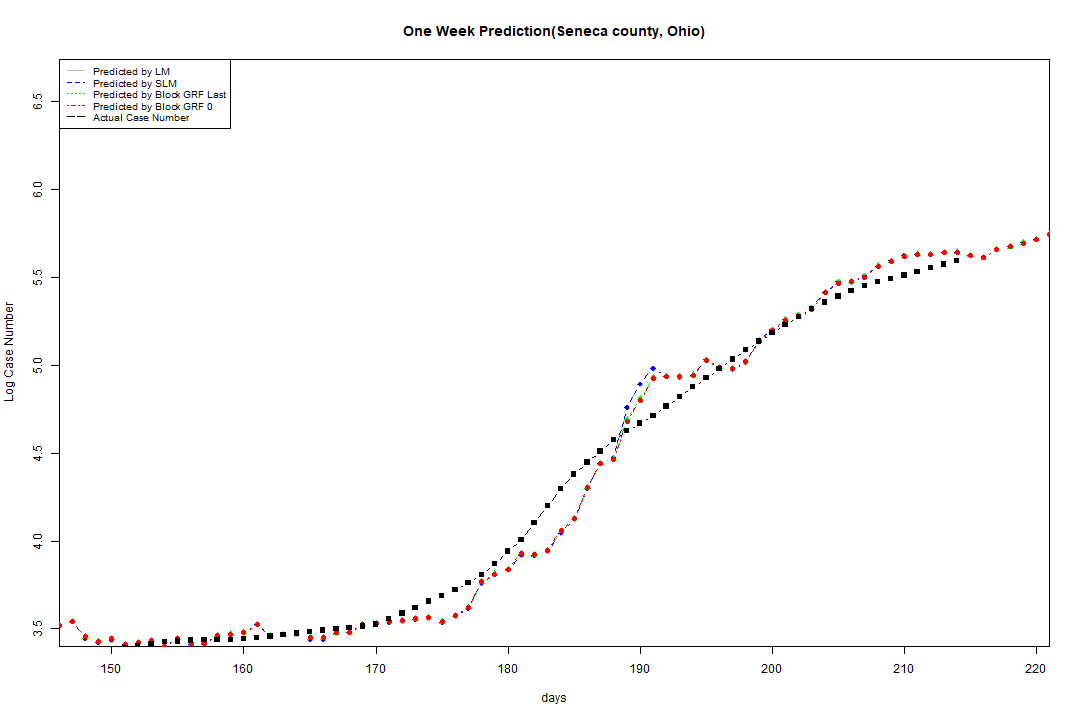 One Week Prediction(Seneca county, Ohio)
Predicted by LM
Predicted by SLM
Predicted by Block GRF Last
Predicted by Block GRF 0
Actual Case Number
6.5
6.0
5.5
5.0
4.5
4.0
3.5
Log Case Number
150 160 170 180 190 200 210 220
days